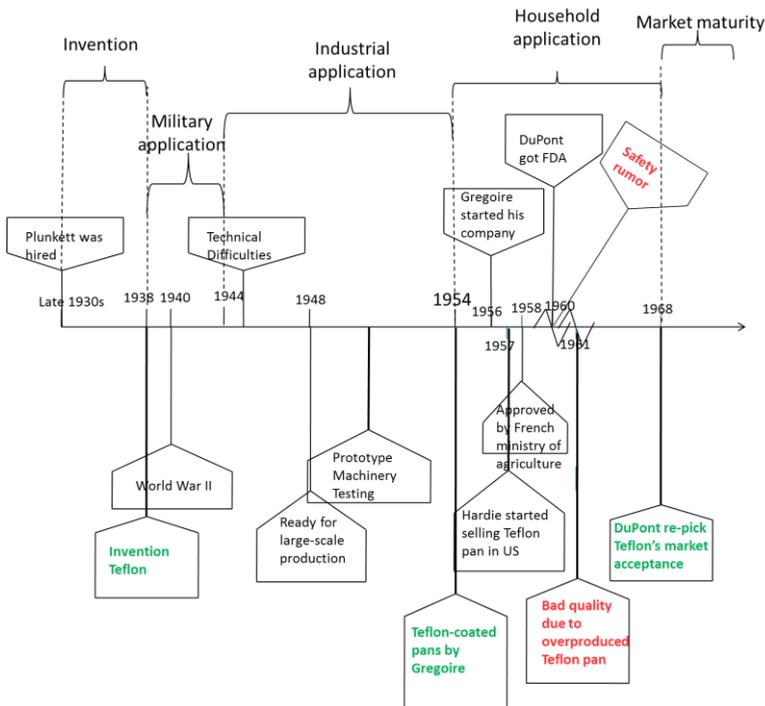 Invention
Military
application
Industrial
application
Household
application
Market maturity
Plunkett was
hired
Technical
Difficulties
Gregoire
started his
company
DuPont
got FDA
Safety
rumor
Late 1930s
1938
1940
1944
1948
1954
1956
1957
1958
1960
1961
1968
World War II
Invention
Teflon
Ready for
large-scale
production
Prototype
Machinery
Testing
Approved
by French
ministry of
agriculture
Hardie started
selling Teflon
pan in US
Teflon-coated
pans by
Gregoire
Bad quality
due to
overproduced
Teflon pan
DuPont re-pick
Teflon's market
acceptance